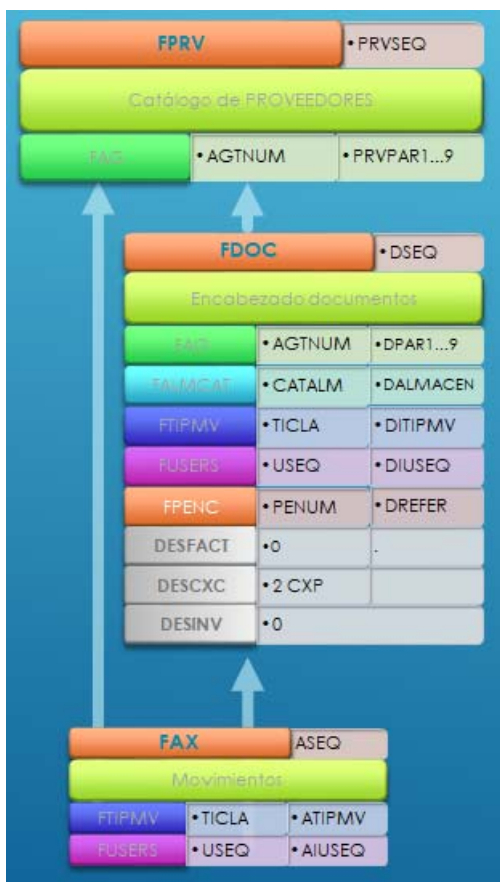 FPRV • PRVSEQ
Catálogo de PROVEEDORES
FAG • AGTNUM • PRVPAR1...9
FDOC • DSEQ
Encabezado documentos
FAG • AGTNUM • DPAR1...9
FALMCAT • CATALM • DALMACEN
FTIPMV • TICLA • DITIPMV
FUSERS • USEQ • DIUSEQ
FPENC • PENUM • DREFER
DESFACT • 0 .
DESCXC • 2 CXP
DESINV • 0
FAX ASEQ
Movimientos
FTIPMV • TICLA • ATIPMV
FUSERS • USEQ • AIUSEQ